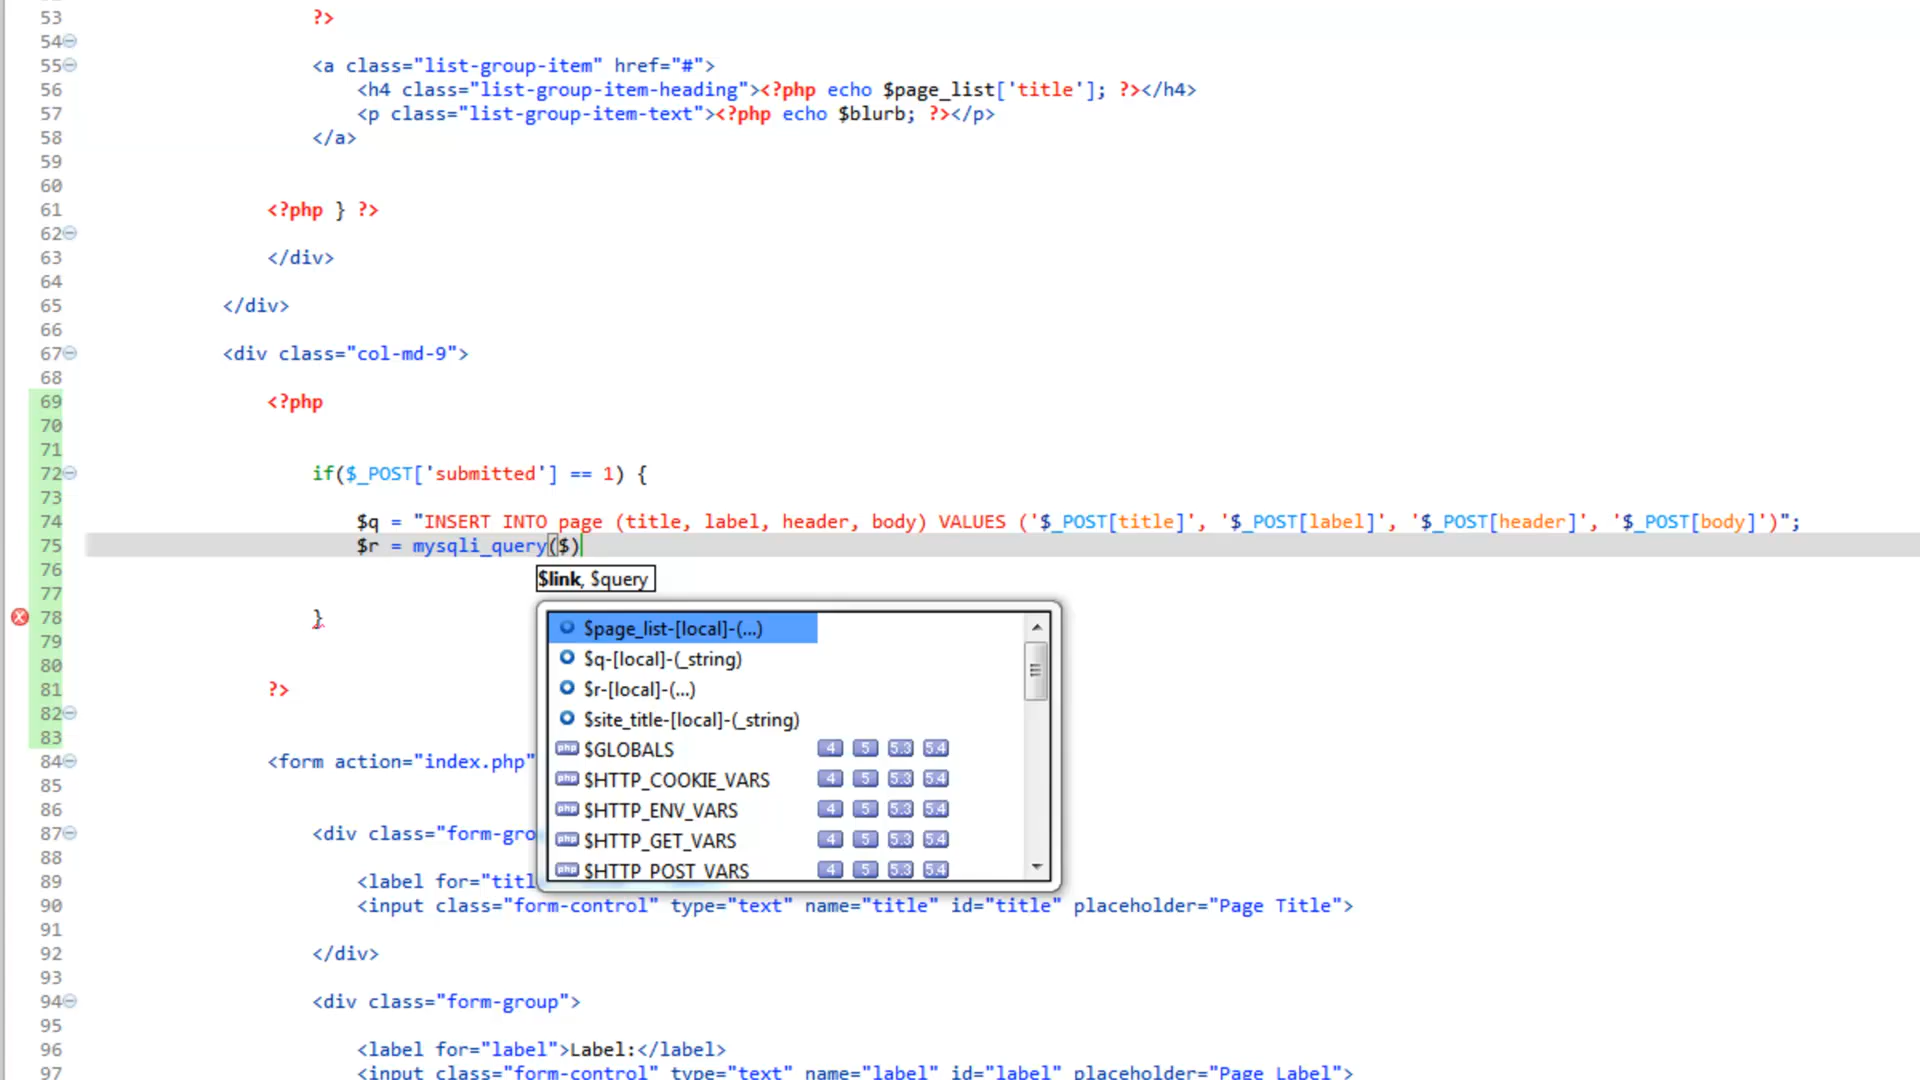 53 ?>
54
55 <a class="list-group-item" href="#">
56 <h4 class="list-group-item-heading"><?php echo $page_list['title']; ?></h4>
57 <p class="list-group-item-text"><?php echo $blurb; ?></p>
58 </a>
59
60
61 <?php } ?>
62
63 </div>
64
65 </div>
66
67 <div class="col-md-9">
68
69 <?php
70
71
72 if($_POST['submitted'] == 1) {
73
74 $q = "INSERT INTO page (title, label, header, body) VALUES ('$_POST[title]', '$_POST[label]', '$_POST[header]', '$_POST[body]')";
75 $r = mysqli_query($)
76
$link, $query
77
78 }
79
80
81 ?>
82
83
84 <form action="index.php"
85
86
87 <div class="form-gro
88
89 <label for="titl
90 <input class="form-control" type="text" name="title" id="title" placeholder="Page Title">
91
92 </div>
93
94 <div class="form-group">
95
96 <label for="label">Label:</label>
97 <input class="form-control" type="text" name="label" id="label" placeholder="Page Label">
$page_list-[local]-(...)
$q-[local]-(_string)
$r-[local]-(...)
$site_title-[local]-(_string)
php $GLOBALS 4 5 5.3 5.4
php $HTTP_COOKIE_VARS 4 5 5.3 5.4
php $HTTP_ENV_VARS 4 5 5.3 5.4
php $HTTP_GET_VARS 4 5 5.3 5.4
php $HTTP_POST_VARS 4 5 5.3 5.4